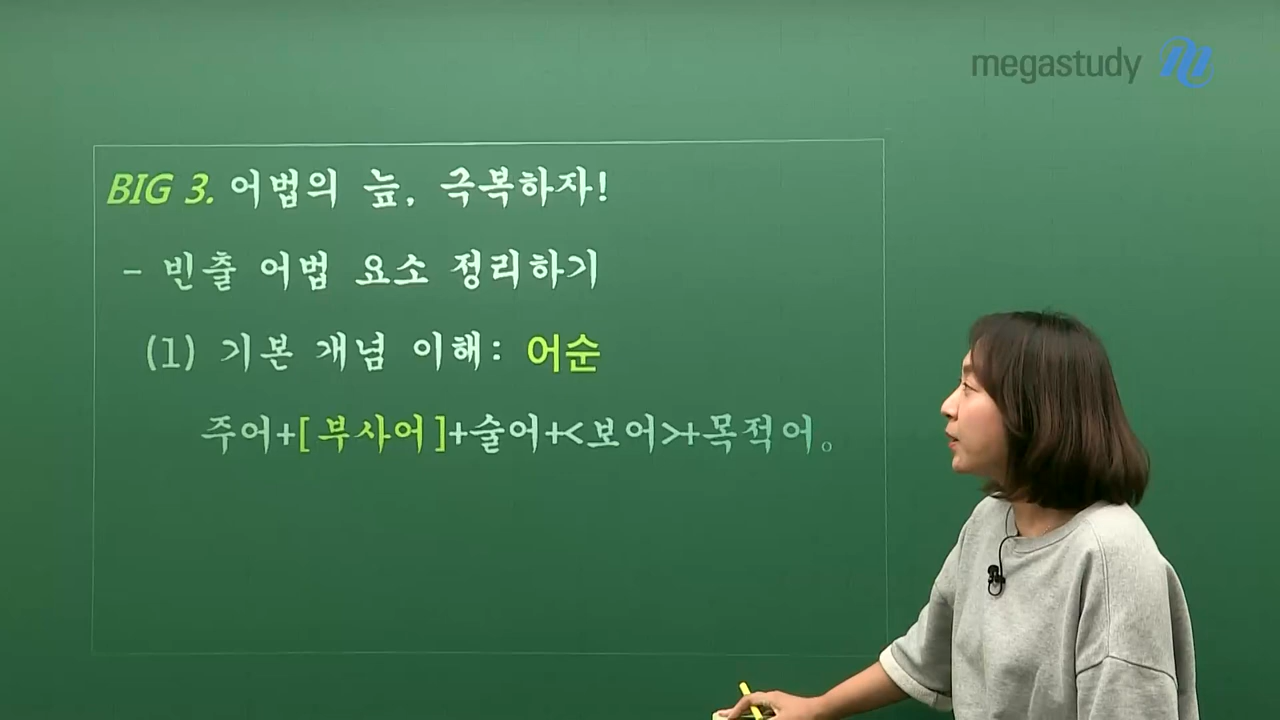 megastudy
BIG 3. 어법의 늪, 극복하자!
- 빈출 어법 요소 정리하기
(1) 기본 개념 이해: 어순
주어+[부사어]+술어+<보어>+목적어。